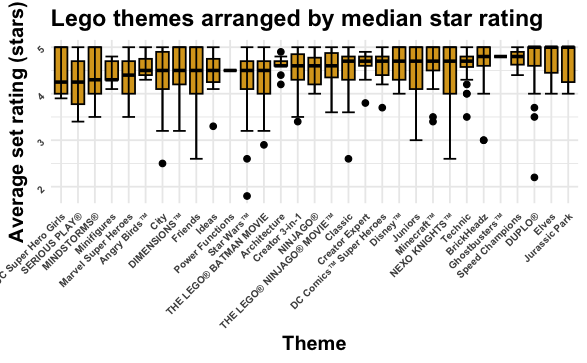 Lego themes arranged by median star rating
Average set rating (stars)
5
4
3
2
DC Super Hero Girls
SERIOUS PLAY®
MINDSTORMS®
Minifigures
Marvel Super Heroes
Angry Birds™
City
DIMENSIONS™
Friends
Ideas
Power Functions
Star Wars™
THE LEGO® BATMAN MOVIE
Architecture
Creator 3-in-1
NINJAGO®
THE LEGO® NINJAGO® MOVIE™
Classic
Creator Expert
DC Comics™ Super Heroes
Disney™
Juniors
Minecraft™
NEXO KNIGHTS™
Technic
BrickHeadz
Ghostbusters™
Speed Champions
DUPLO®
Elves
Jurassic Park
Theme